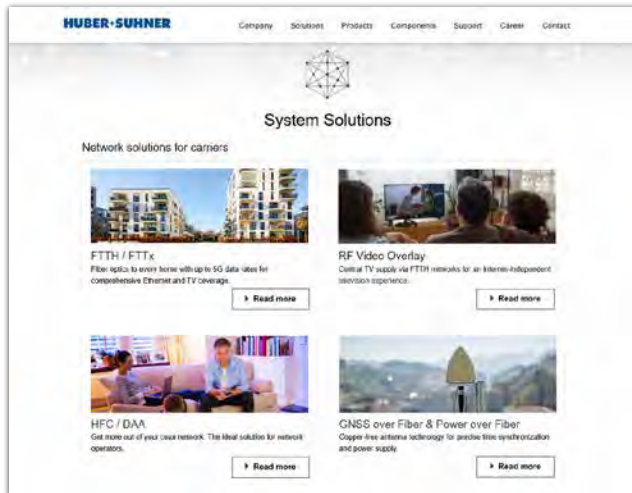 HUBER+SUHNER
Company Solutions Products Components Support Career Contact
System Solutions
Network solutions for carriers
FTTH / FTTx
Fiber optics to every home with up to 5G data rates for
comprehensive Ethernet and TV coverage.
Read more
RF Video Overlay
Central TV supply via FTTH networks for an Internet-independent
television experience.
Read more
HFC / DAA
Get more out of your coax network. The ideal solution for network
operators.
Read more
GNSS over Fiber & Power over Fiber
Copper-free antenna technology for precise time synchronization
and power supply.
Read more